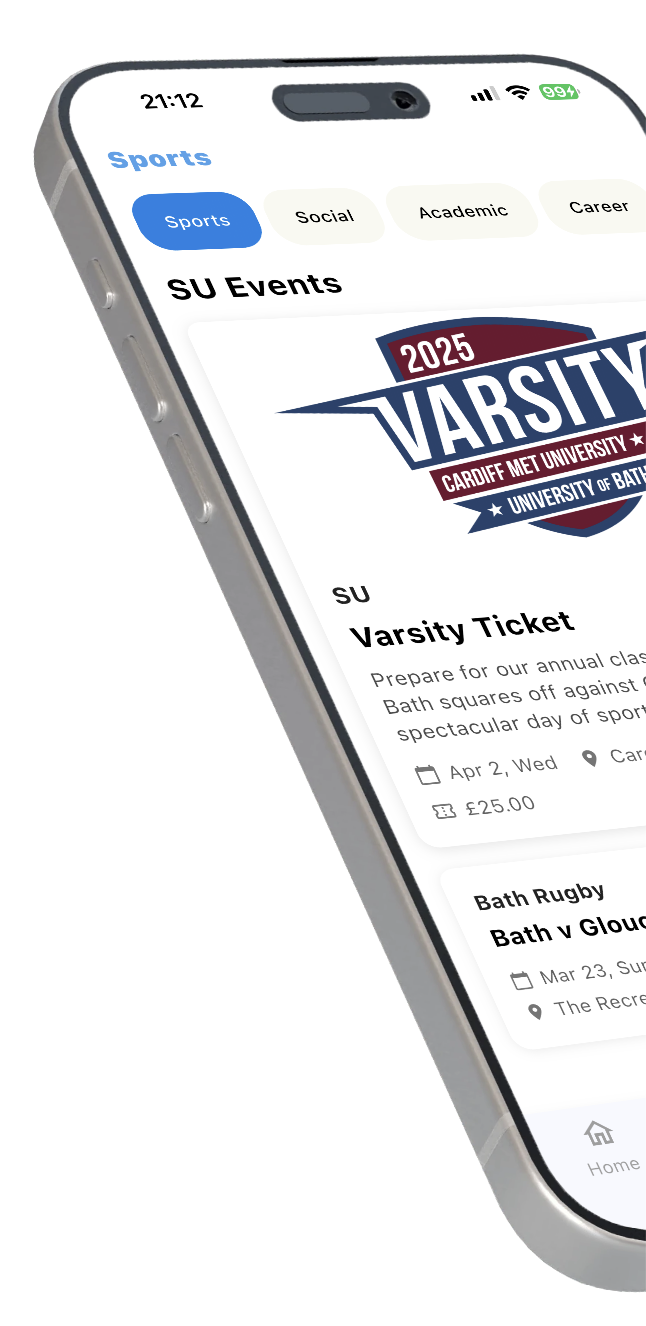 21:12
99
Sports
Sports Social Academic Career
SU Events
2025
VARSITY
CARDIFF MET UNIVERSITY ★
★ UNIVERSITY OF BATH
SU
Varsity Ticket
Prepare for our annual clas
Bath squares off against
spectacular day of sport
Apr 2, Wed Card
£25.00
Bath Rugby
Bath v Glouc
Mar 23, Sun
The Recre
Home